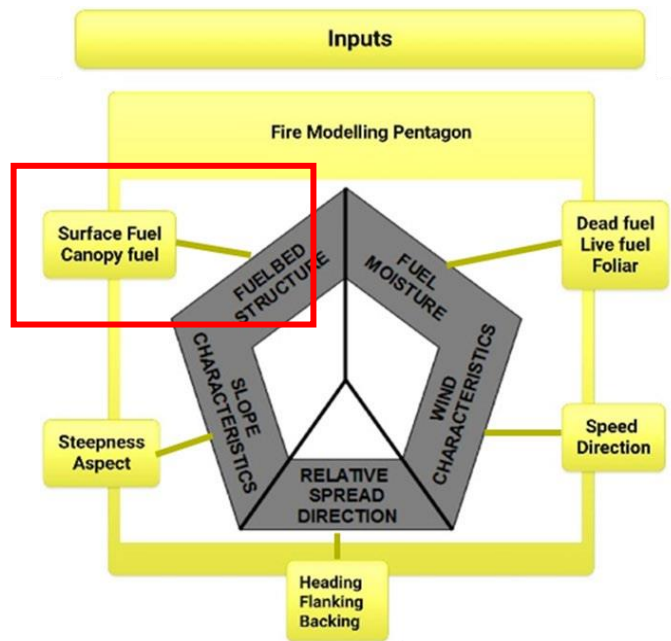 Inputs
Fire Modelling Pentagon
Surface Fuel
Canopy fuel
FUELBED
STRUCTURE
FUEL
MOISTURE
Dead fuel
Live fuel
Foliar
SLOPE
CHARACTERISTICS
WIND
CHARACTERISTICS
Steepness
Aspect
Speed
Direction
RELATIVE
SPREAD
DIRECTION
Heading
Flanking
Backing